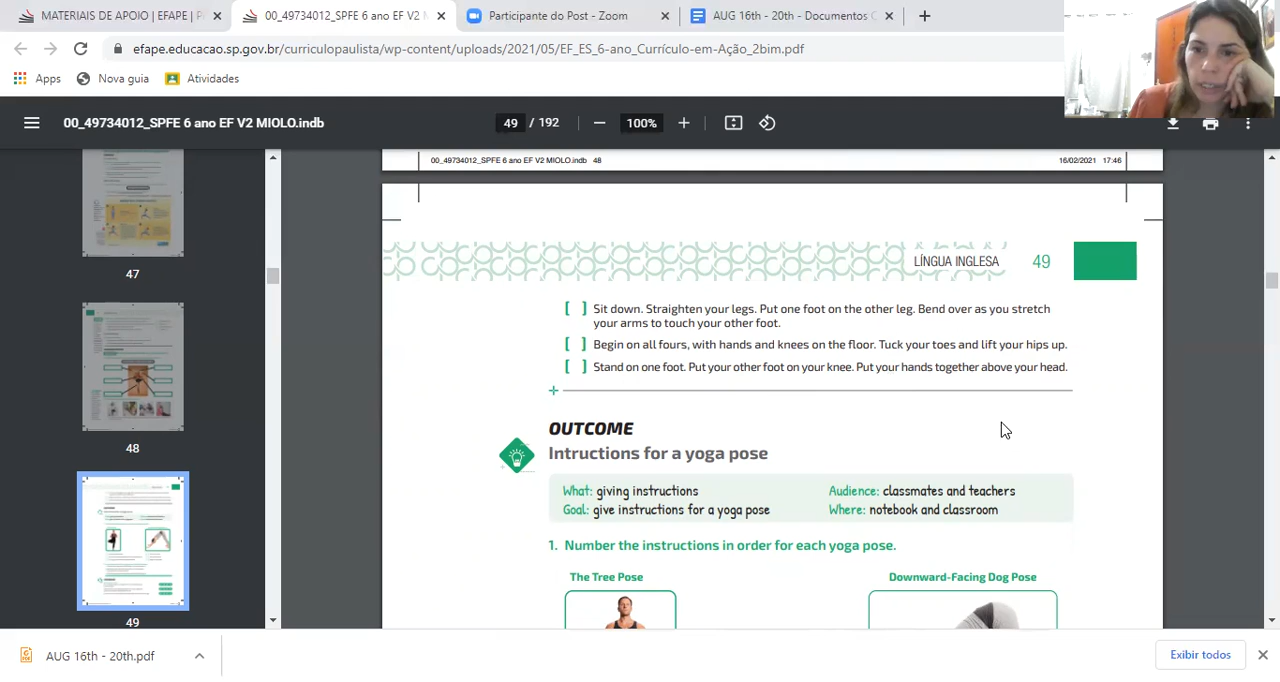 MATERIAIS DE APOIO | EFAPE | P
00_49734012_SPFE 6 ano EF V2 M
Participante do Post - Zoom
AUG 16th - 20th - Documentos
efape.educacao.sp.gov.br/curriculopaulista/wp-content/uploads/2021/05/EF_ES_6-ano_Currículo-em-Ação_2bim.pdf
Apps
Nova guia
Atividades
00_49734012_SPFE 6 ano EF V2 MIOLO.indb
49 / 192
100%
00_49734012_SPFE 6 ano EF V2 MIOLO.indb 48
16/02/2021 17:46
47
48
49
LÍNGUA INGLESA 49
[ ] Sit down. Straighten your legs. Put one foot on the other leg. Bend over as you stretch
your arms to touch your other foot.
[ ] Begin on all fours, with hands and knees on the floor. Tuck your toes and lift your hips up.
[ ] Stand on one foot. Put your other foot on your knee. Put your hands together above your head.
OUTCOME
Intructions for a yoga pose
What: giving instructions
Audience: classmates and teachers
Goal: give instructions for a yoga pose
Where: notebook and classroom
1. Number the instructions in order for each yoga pose.
The Tree Pose
Downward-Facing Dog Pose
AUG 16th - 20th.pdf
Exibir todos